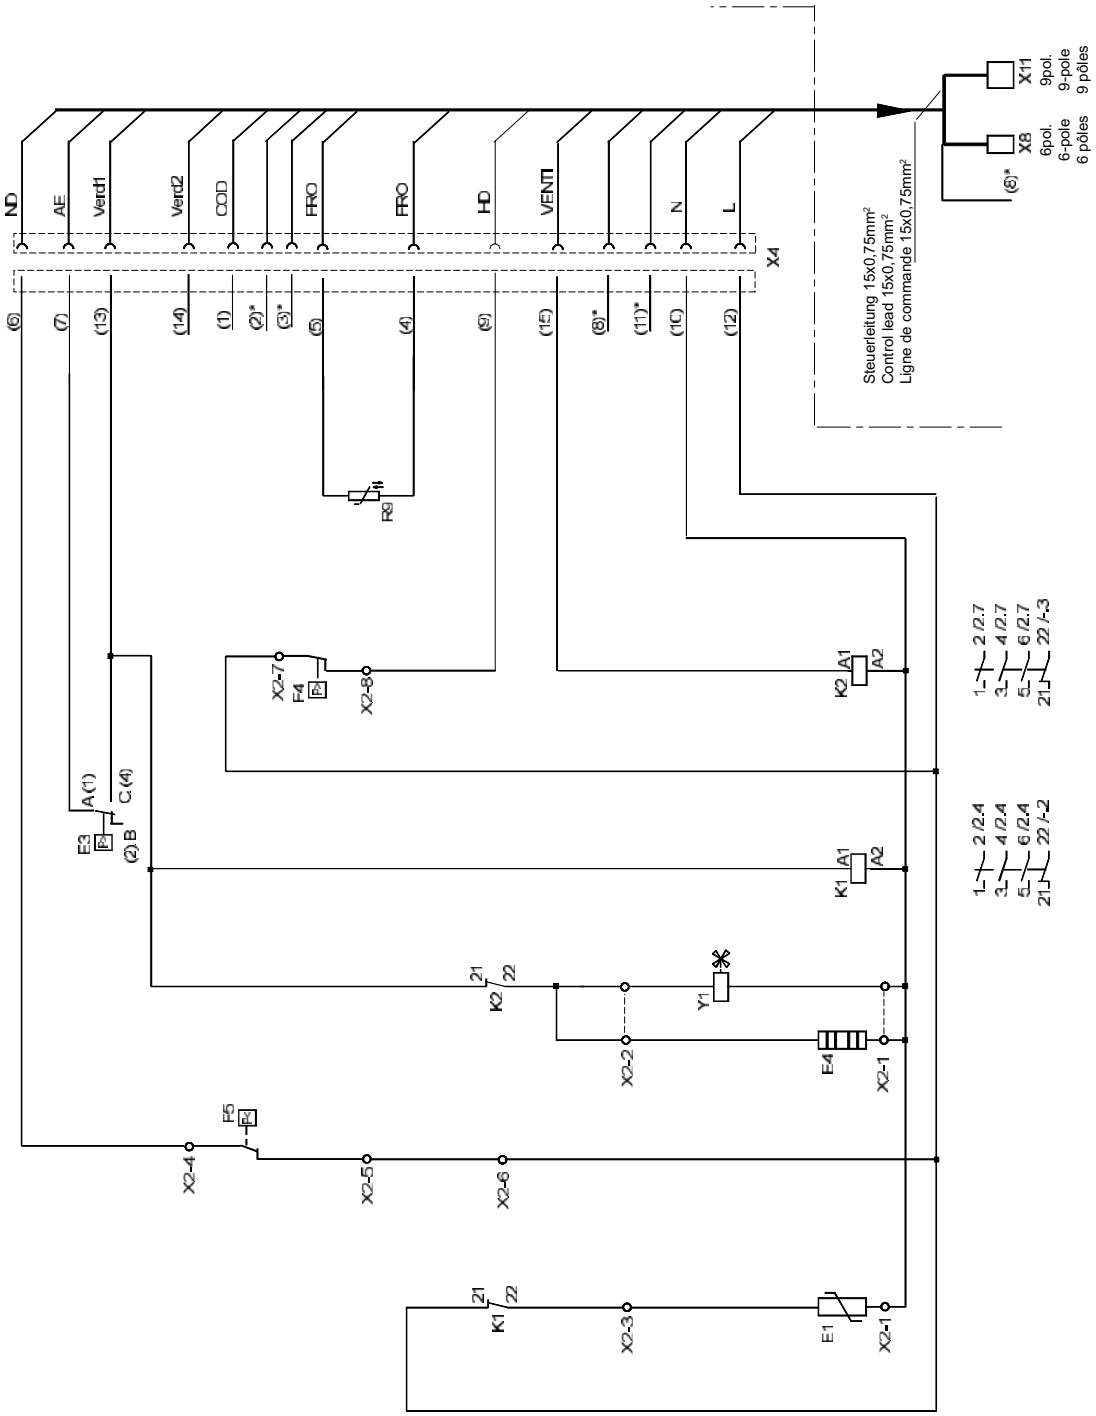 ND
AE
Verd1
Verd2
COD
FRO
FRO
HD
VENTI
N
L
X4
(6)
(7)
(13)
(14)
(1)
(2)*
(3)*
(5)
(4)
(9)
(15)
(8)*
(11)*
(10)
(12)
X11
9pol.
9-pole
9 pôles
X8
6pol.
6-pole
6 pôles
(8)*
Steuerleitung 15x0,75mm²
Control lead 15x0,75mm²
Ligne de commande 15x0,75mm²
R9
X2-7
F4
P>
X2-8
K2
A1
A2
1
2 /2.7
3
4 /2.7
5
6 /2.7
21
22 /-.3
A (1)
C (4)
E3
P>
(2) B
K1
A1
A2
1
2 /2.4
3
4 /2.4
5
6 /2.4
21
22 /-.2
21
22
K2
Y1
X2-2
E4
X2-1
F5
P<
X2-4
X2-5
X2-6
21
22
K1
X2-3
E1
X2-1